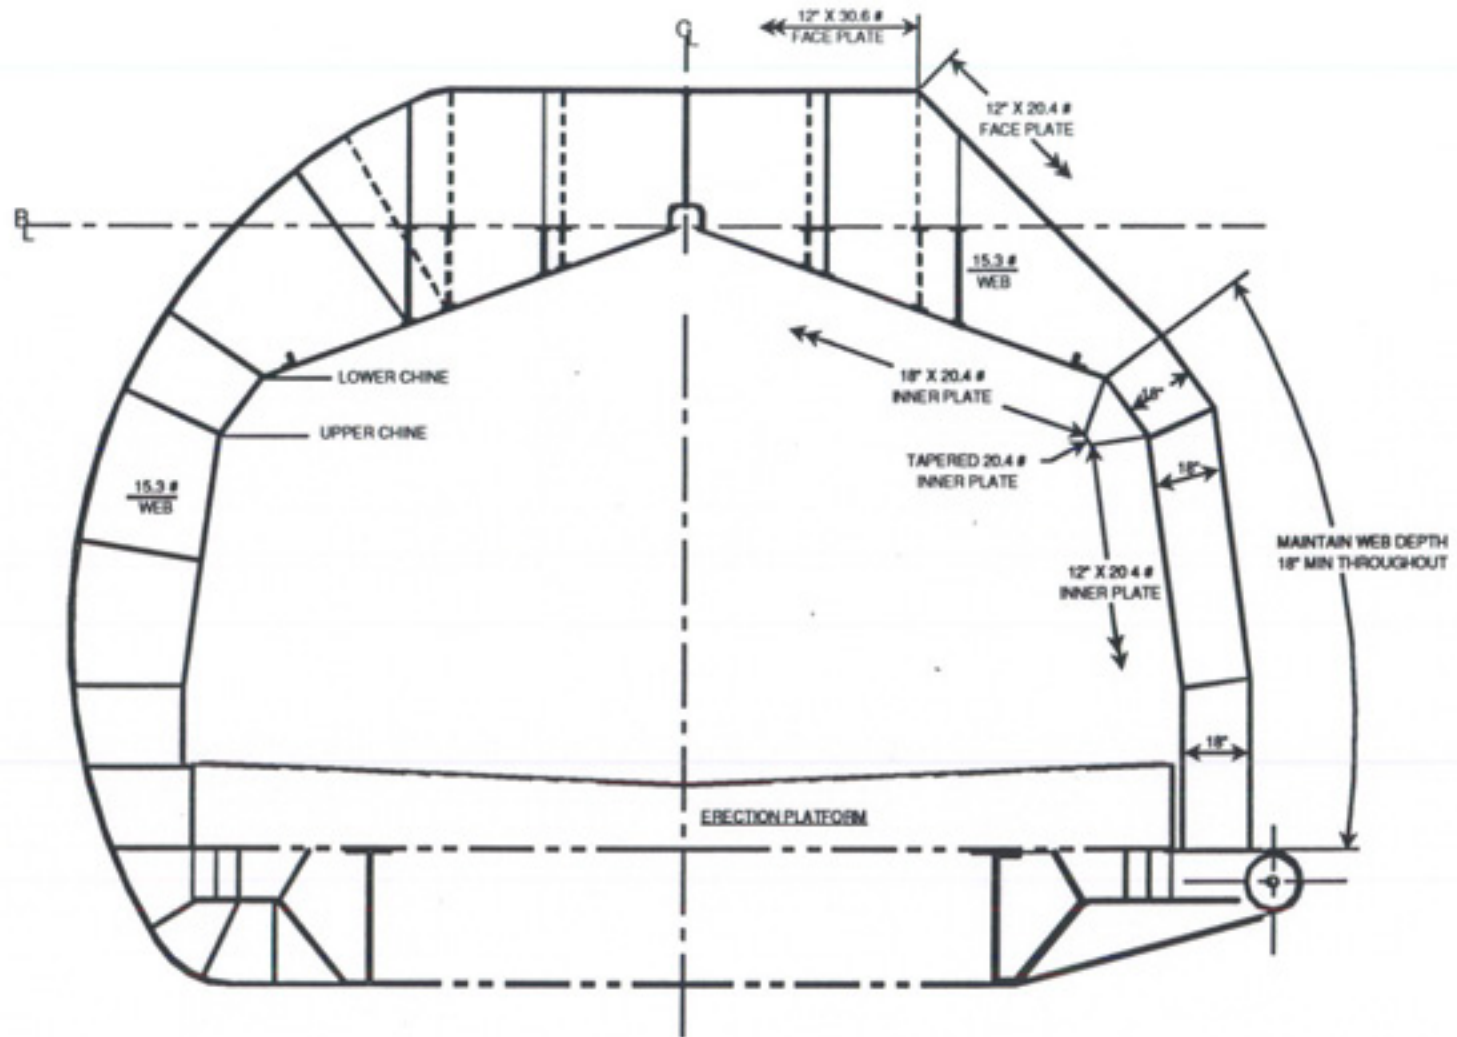 12" X 30.6 #
FACE PLATE
CL
12" X 20.4 #
FACE PLATE
BL
15.3 #
WEB
18" X 20.4 #
INNER PLATE
18"
LOWER CHINE
UPPER CHINE
TAPERED 20.4 #
INNER PLATE
18"
15.3 #
WEB
MAINTAIN WEB DEPTH
18" MIN THROUGHOUT
12" X 20 4 #
INNER PLATE
18"
ERECTION PLATFORM